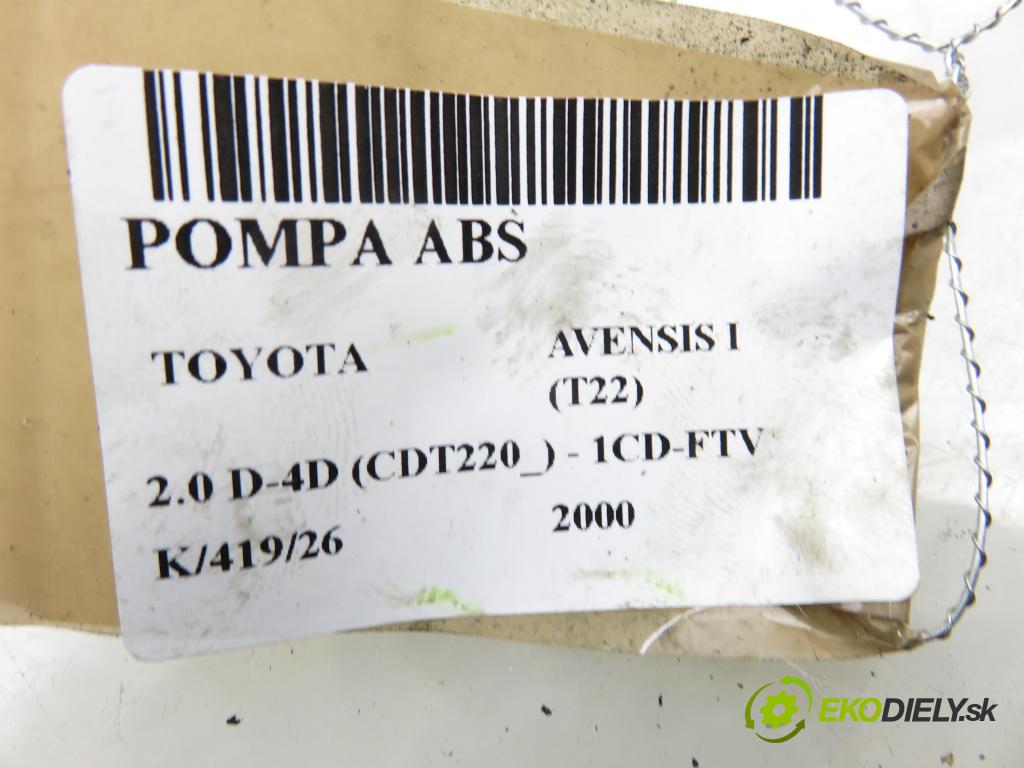 POMPA ABS
TOYOTA
AVENSIS I
(T22)
2.0 D-4D (CDT220_) - 1CD-FTV
K/419/26
2000
EKODIELY.sk